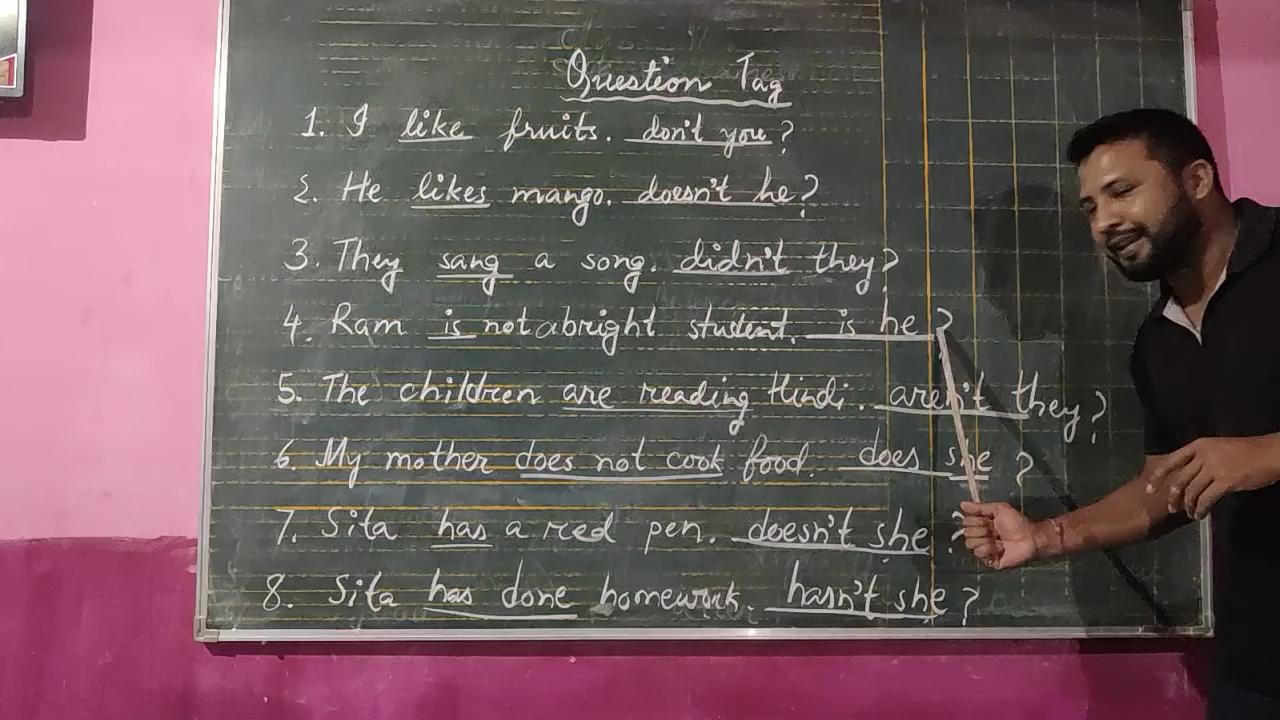 Question Tag
1. I like fruits. don't you?
2. He likes mango. doesn't he?
3. They sang a song. didn't they?
4. Ram is not a bright student. is he?
5. The children are reading Hindi. aren't they?
6. My mother does not cook food. does she?
7. Sita has a red pen. doesn't she?
8. Sita has done homework. hasn't she?